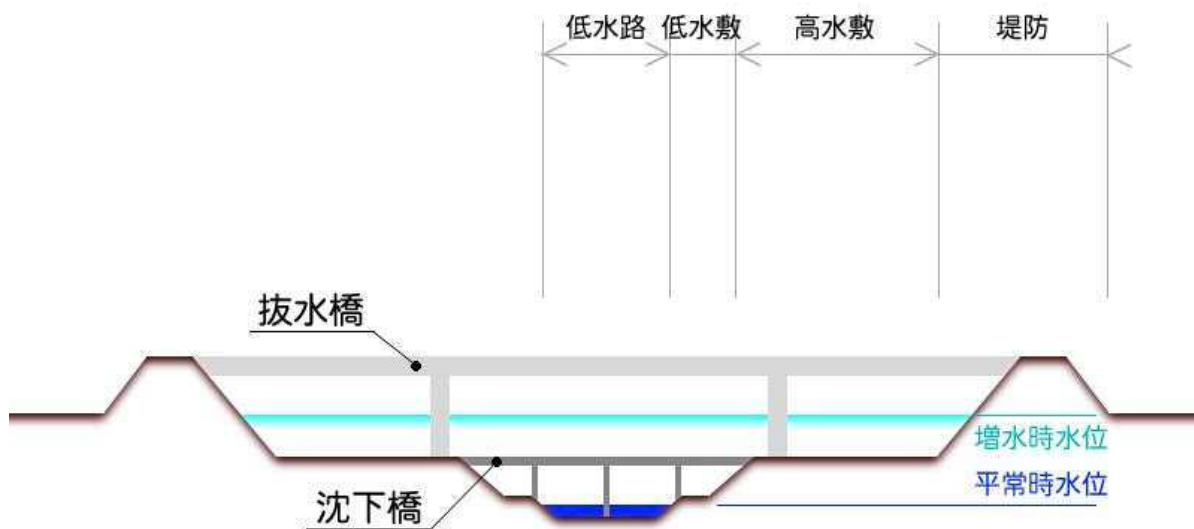 低水路 低水敷 高水敷 堤防
抜水橋
増水時水位
平常時水位
沈下橋